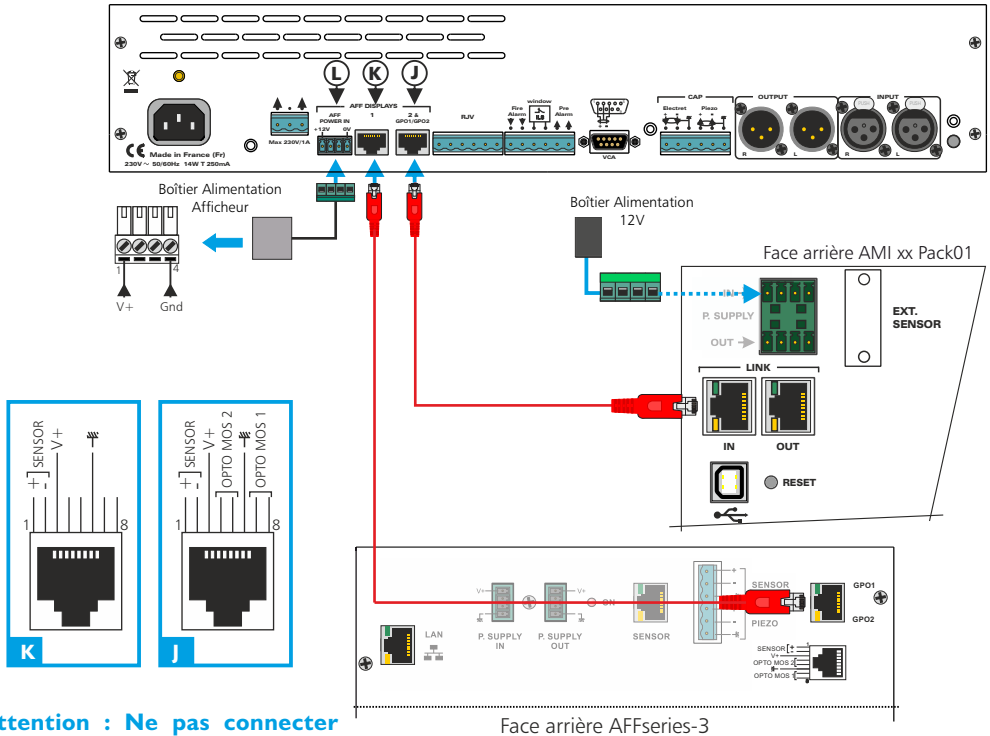 L K J
AFF DISPLAYS
AFF
POWER IN
+12V 0V
1
2 &
GPO1/GPO2
Max 230V/1A
RJV
Fire
Alarm
window
Pre
Alarm
VCA
CAP
Electret Piezo
OUTPUT
INPUT
PUSH PUSH
R L R L
CE Made in France (Fr)
230V ~ 50/60Hz 14W T 250mA
Boîtier Alimentation
Afficheur
1 4
V+ Gnd
Boîtier Alimentation
12V
Face arrière AMI xx Pack01
IN
P. SUPPLY
OUT
EXT.
SENSOR
LINK
IN OUT
RESET
+ - SENSOR
V+
1 8
K
+ - SENSOR
V+
OPTO MOS 2
OPTO MOS 1
1 8
J
LAN
V+
P. SUPPLY
IN
V+
P. SUPPLY
OUT
ON
SENSOR
+
-
SENSOR
PIEZO
-
GPO1
GPO2
SENSOR
V+
OPTO MOS 2
OPTO MOS 1
Face arrière AFFseries-3
ttention : Ne pas connecter